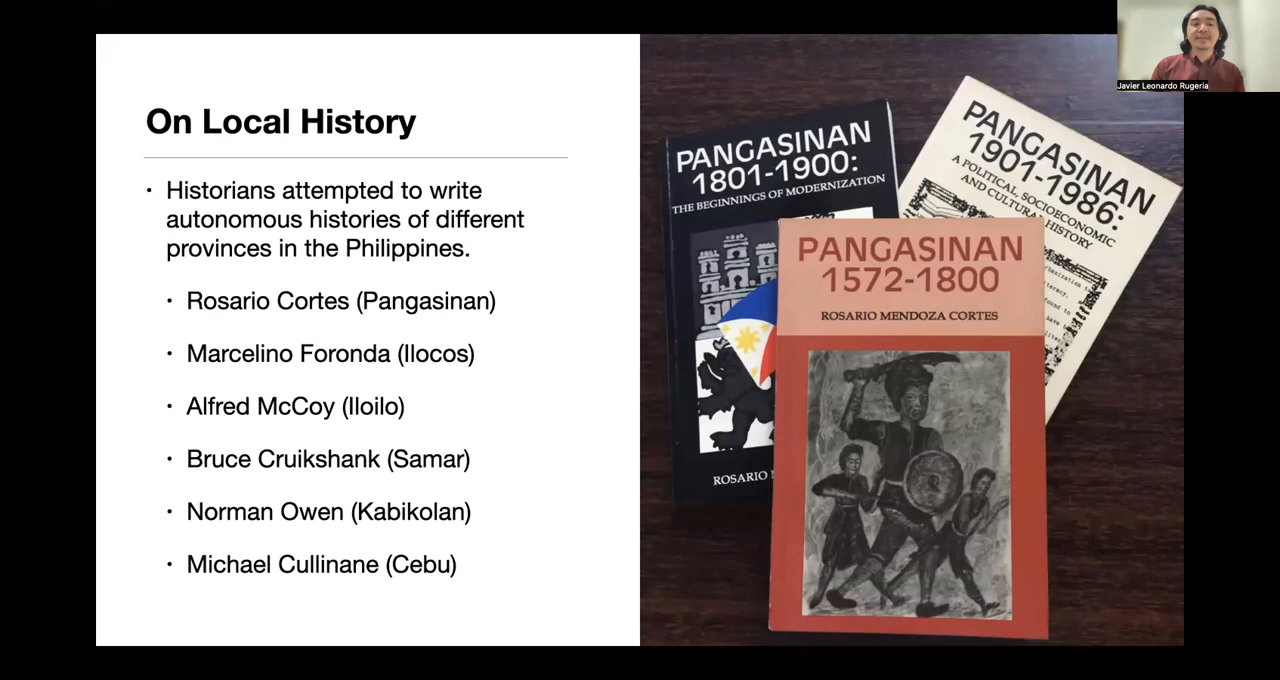 On Local History
• Historians attempted to write
autonomous histories of different
provinces in the Philippines.
• Rosario Cortes (Pangasinan)
• Marcelino Foronda (Ilocos)
• Alfred McCoy (Iloilo)
• Bruce Cruikshank (Samar)
• Norman Owen (Kabikolan)
• Michael Cullinane (Cebu)
PANGASINAN
1801-1900:
THE BEGINNINGS OF MODERNIZATION
ROSARIO
PANGASINAN
1901-1986:
A POLITICAL, SOCIOECONOMIC
AND CULTURAL HISTORY
PANGASINAN
1572-1800
ROSARIO MENDOZA CORTES
Javier Leonardo Rugeria